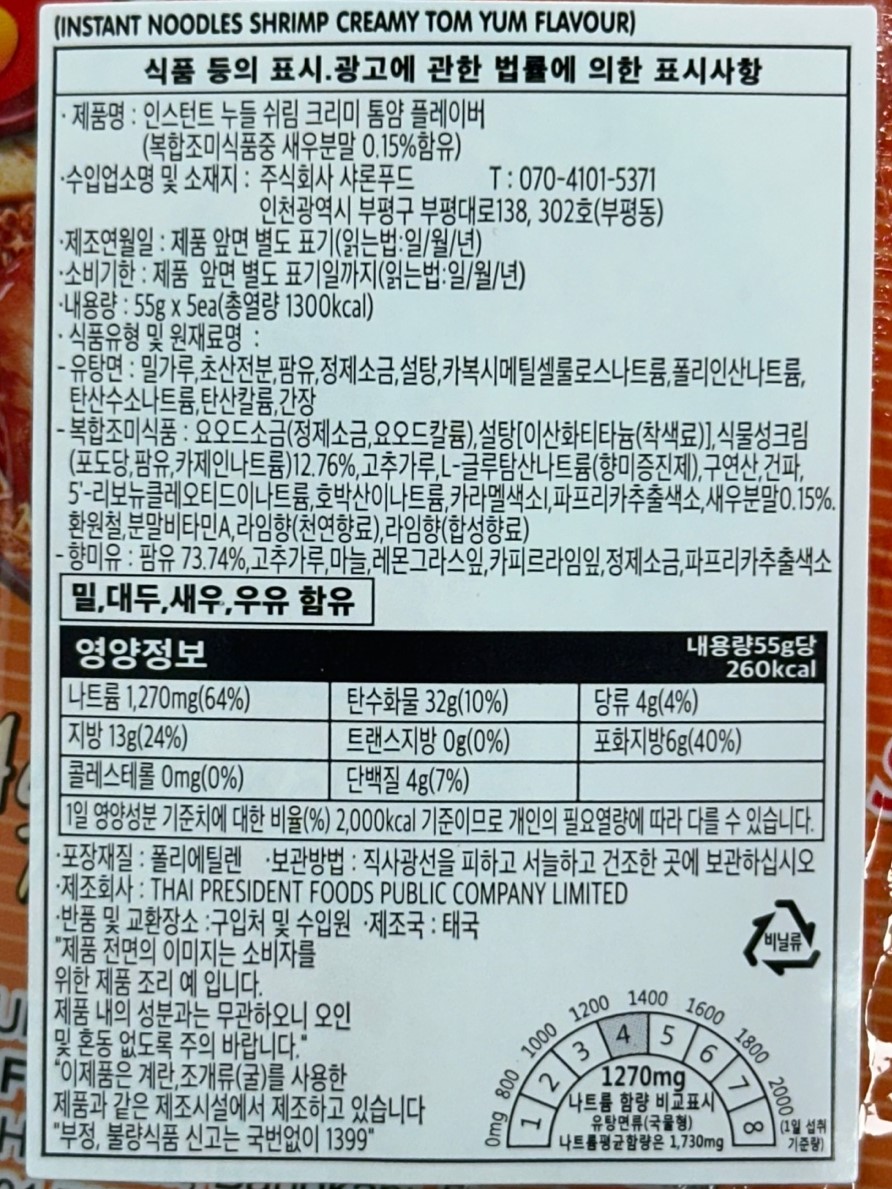 (INSTANT NOODLES SHRIMP CREAMY TOM YUM FLAVOUR)
식품 등의 표시.광고에 관한 법률에 의한 표시사항
· 제품명 : 인스턴트 누들 쉬림 크리미 톰얌 플레이버
(복합조미식품중 새우분말 0.15%함유)
·수입업소명 및 소재지 : 주식회사 샤론푸드 T : 070-4101-5371
인천광역시 부평구 부평대로138, 302호(부평동)
·제조연월일 : 제품 앞면 별도 표기(읽는법:일/월/년)
·소비기한 : 제품 앞면 별도 표기일까지(읽는법:일/월/년)
·내용량 : 55g x 5ea(총열량 1300kcal)
· 식품유형 및 원재료명 :
- 유탕면 : 밀가루,초산전분,팜유,정제소금,설탕,카복시메틸셀룰로스나트륨,폴리인산나트륨,
탄산수소나트륨,탄산칼륨,간장
- 복합조미식품 : 요오드소금(정제소금,요오드칼륨),설탕[이산화티타늄(착색료)],식물성크림
(포도당,팜유,카제인나트륨)12.76%,고추가루,L-글루탐산나트륨(향미증진제),구연산,건파,
5'-리보뉴클레오티드이나트륨,호박산이나트륨,카라멜색소I,파프리카추출색소,새우분말0.15%.
환원철,분말비타민A,라임향(천연향료),라임향(합성향료)
- 향미유 : 팜유 73.74%,고추가루,마늘,레몬그라스잎,카피르라임잎,정제소금,파프리카추출색소
밀,대두,새우,우유 함유
영양정보 내용량55g당
260kcal
나트륨 1,270mg(64%) 탄수화물 32g(10%) 당류 4g(4%)
지방 13g(24%) 트랜스지방 0g(0%) 포화지방6g(40%)
콜레스테롤 0mg(0%) 단백질 4g(7%)
1일 영양성분 기준치에 대한 비율(%) 2,000kcal 기준이므로 개인의 필요열량에 따라 다를 수 있습니다.
·포장재질 : 폴리에틸렌 ·보관방법 : 직사광선을 피하고 서늘하고 건조한 곳에 보관하십시오
·제조회사 : THAI PRESIDENT FOODS PUBLIC COMPANY LIMITED
·반품 및 교환장소 :구입처 및 수입원 ·제조국 : 태국
"제품 전면의 이미지는 소비자를
위한 제품 조리 예 입니다.
제품 내의 성분과는 무관하오니 오인
및 혼동 없도록 주의 바랍니다."
"이제품은 계란,조개류(굴)를 사용한
제품과 같은 제조시설에서 제조하고 있습니다
"부정, 불량식품 신고는 국번없이 1399"
비닐류
0mg 800 1000 1200 1400 1600 1800 2000
1 2 3 4 5 6 7 8
1270mg
나트륨 함량 비교표시
유탕면류(국물형)
나트륨평균함량은 1,730mg
(1일 섭취
기준량)